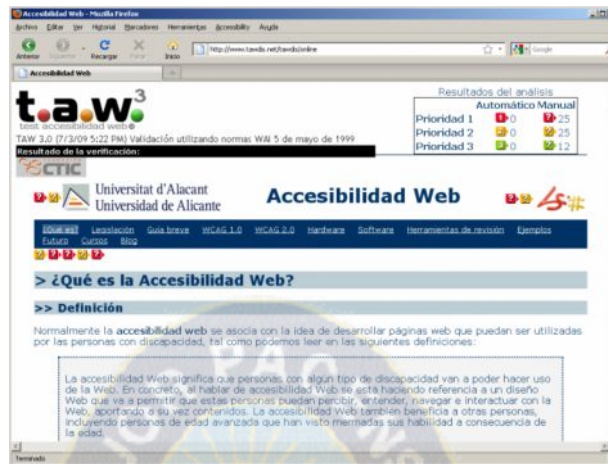 Accesibilidad Web - Mozilla Firefox
Archivo Editar Ver Historial Marcadores Herramientas Accessibility Ayuda
Anterior Siguiente Recargar Parar Inicio http://www.tawdis.net/tawdis/online Google
Accesibilidad Web
t.a.w.3
test accesibilidad web
TAW 3.0 (7/3/09 5:22 PM) Validación utilizando normas WAI 5 de mayo de 1999
Resultados del análisis
Automático Manual
Prioridad 1 0 25
Prioridad 2 0 25
Prioridad 3 0 12
Resultado de la verificación:
CTIC
Universitat d'Alacant
Universidad de Alicante
Accesibilidad Web
¿Qué es? Legislación Guía breve WCAG 1.0 WCAG 2.0 Hardware Software Herramientas de revisión Ejemplos
Futuro Cursos Blog
> ¿Qué es la Accesibilidad Web?
>> Definición
Normalmente la accesibilidad web se asocia con la idea de desarrollar páginas web que puedan ser utilizadas
por las personas con discapacidad, tal como podemos leer en las siguientes definiciones:
La accesibilidad Web significa que personas con algún tipo de discapacidad van a poder hacer uso
de la Web. En concreto, al hablar de accesibilidad Web se está haciendo referencia a un diseño
Web que va a permitir que estas personas puedan percibir, entender, navegar e interactuar con la
Web, aportando a su vez contenidos. La accesibilidad Web también beneficia a otras personas,
incluyendo personas de edad avanzada que han visto mermadas sus habilidad a consecuencia de
la edad.
Terminado